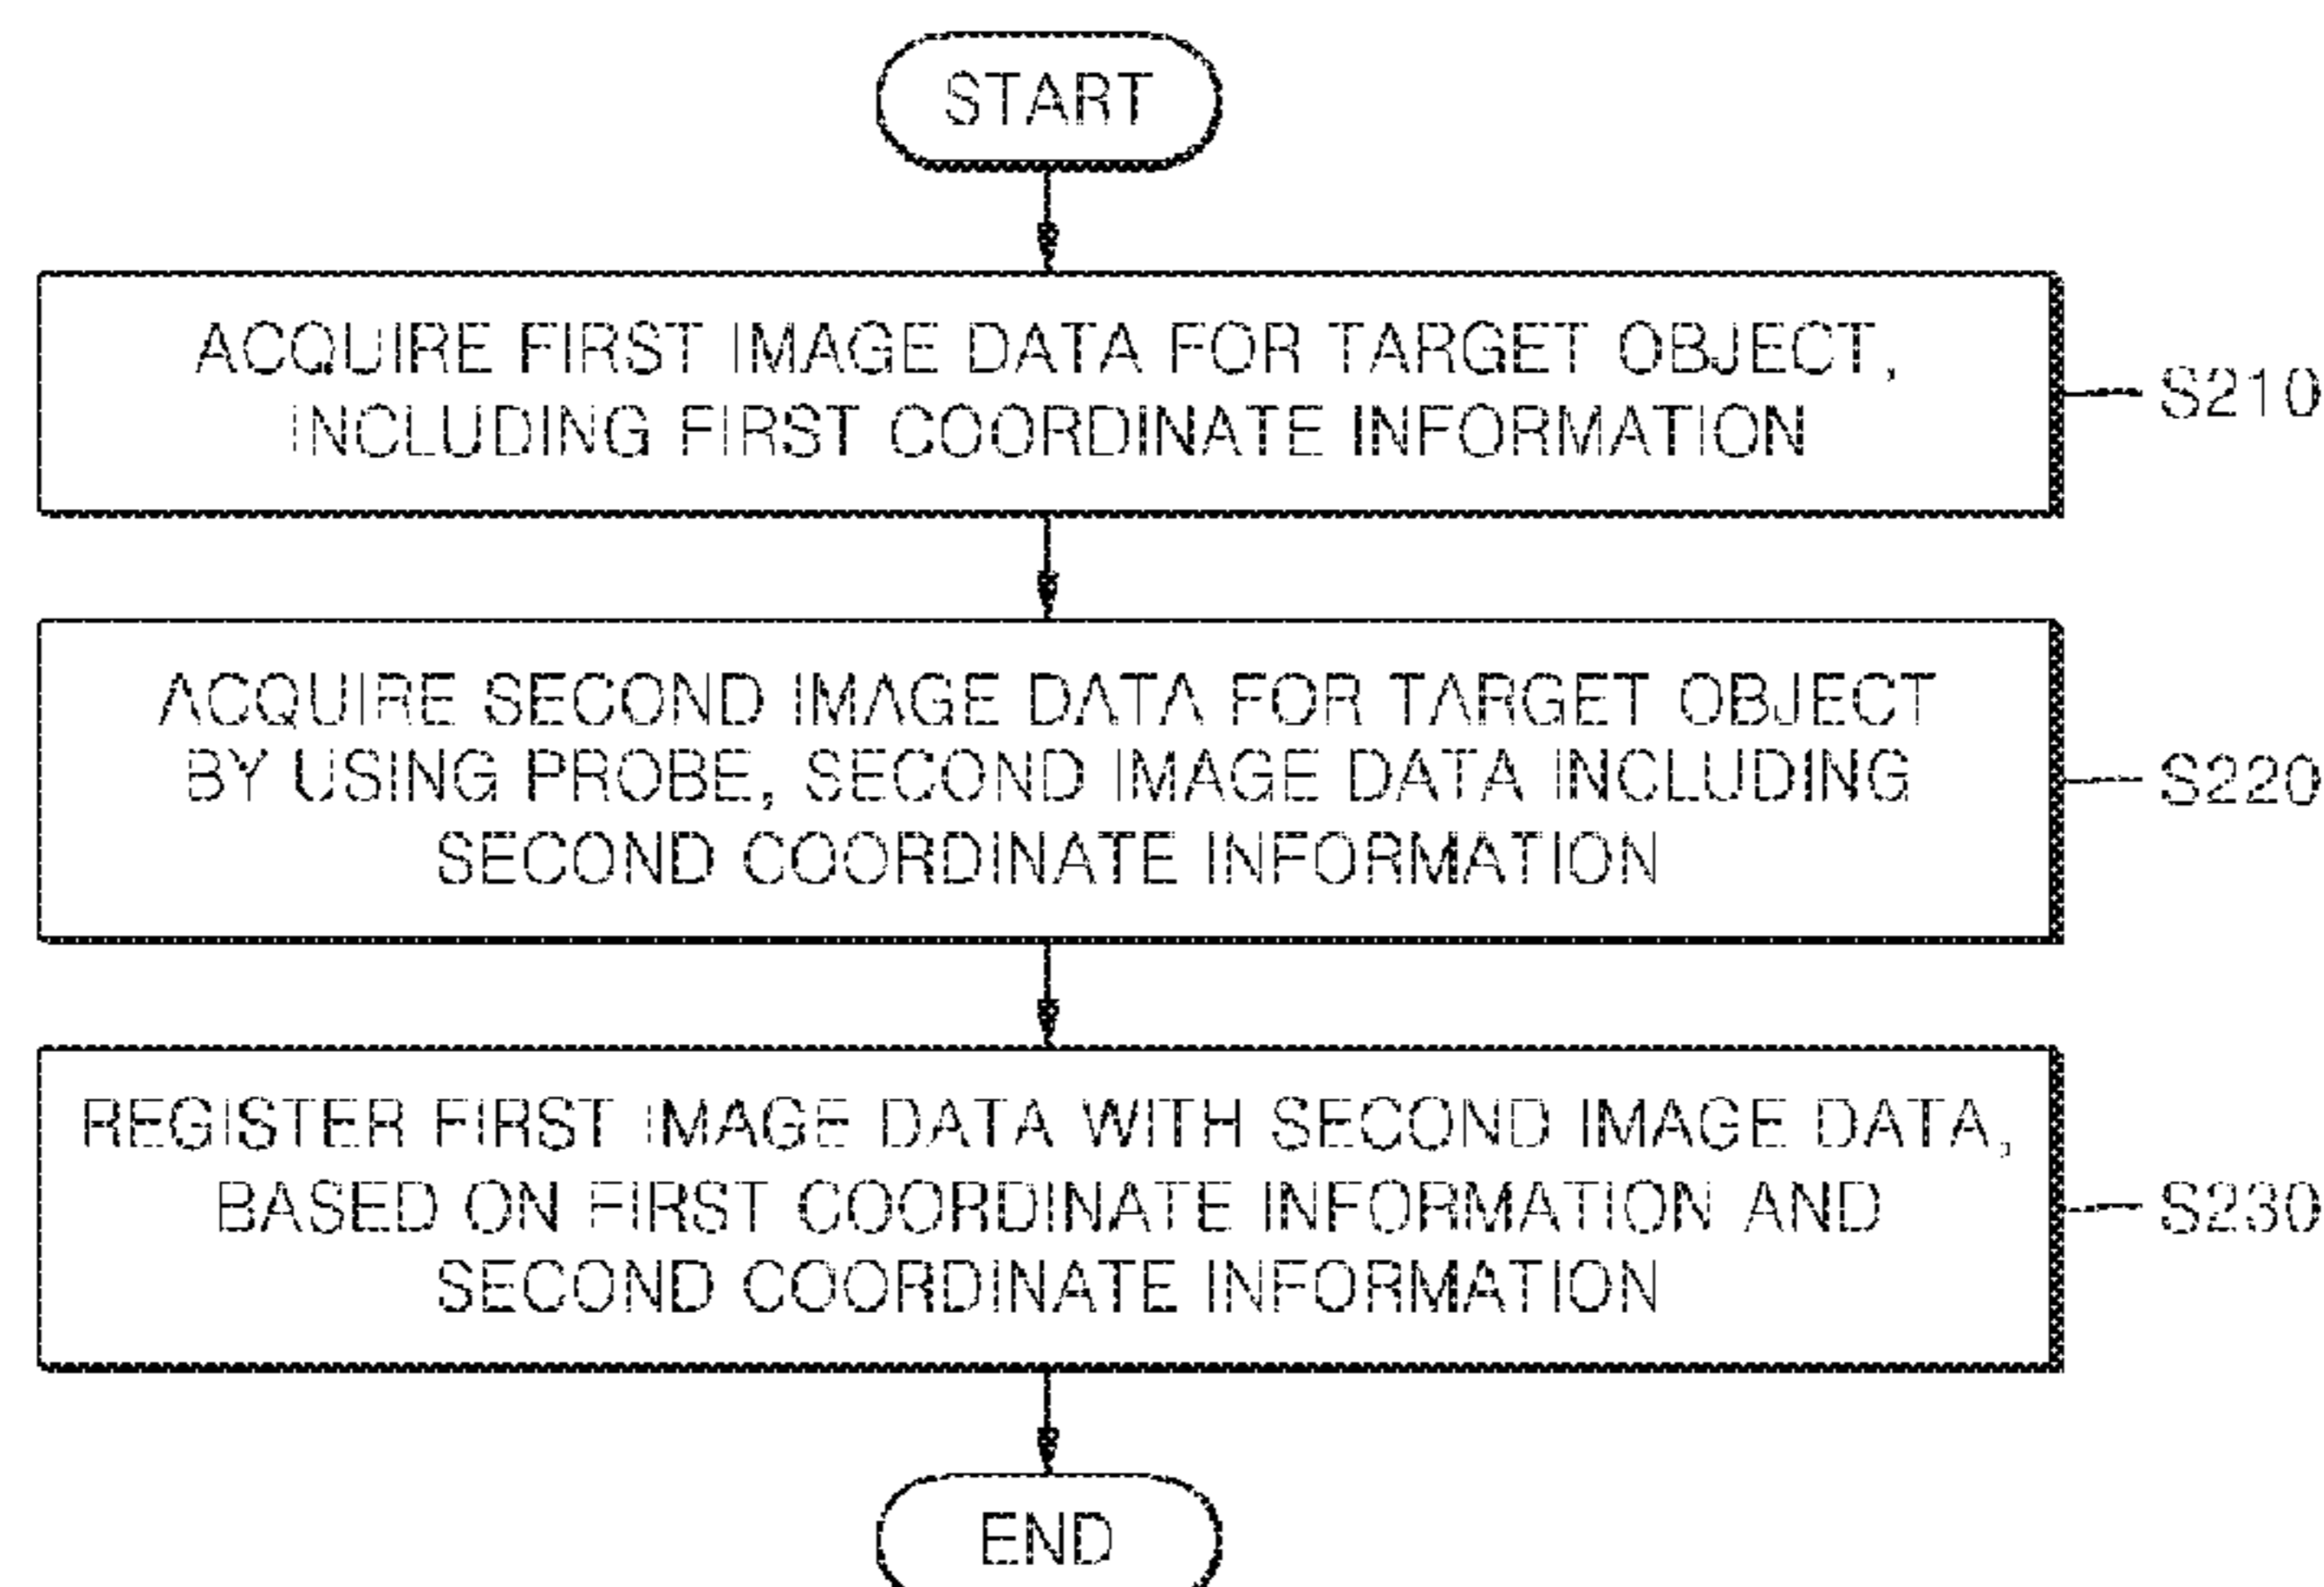 START
ACQUIRE FIRST IMAGE DATA FOR TARGET OBJECT,
INCLUDING FIRST COORDINATE INFORMATION
S210
ACQUIRE SECOND IMAGE DATA FOR TARGET OBJECT
BY USING PROBE, SECOND IMAGE DATA INCLUDING
SECOND COORDINATE INFORMATION
S220
REGISTER FIRST IMAGE DATA WITH SECOND IMAGE DATA,
BASED ON FIRST COORDINATE INFORMATION AND
SECOND COORDINATE INFORMATION
S230
END